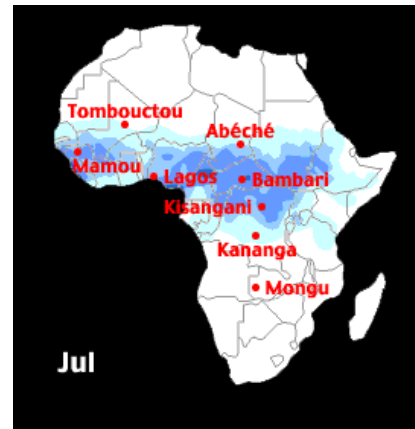 Tombouctou
Abéché
Mamou
Lagos
Bambari
Kisangani
Kananga
Mongu
Jul